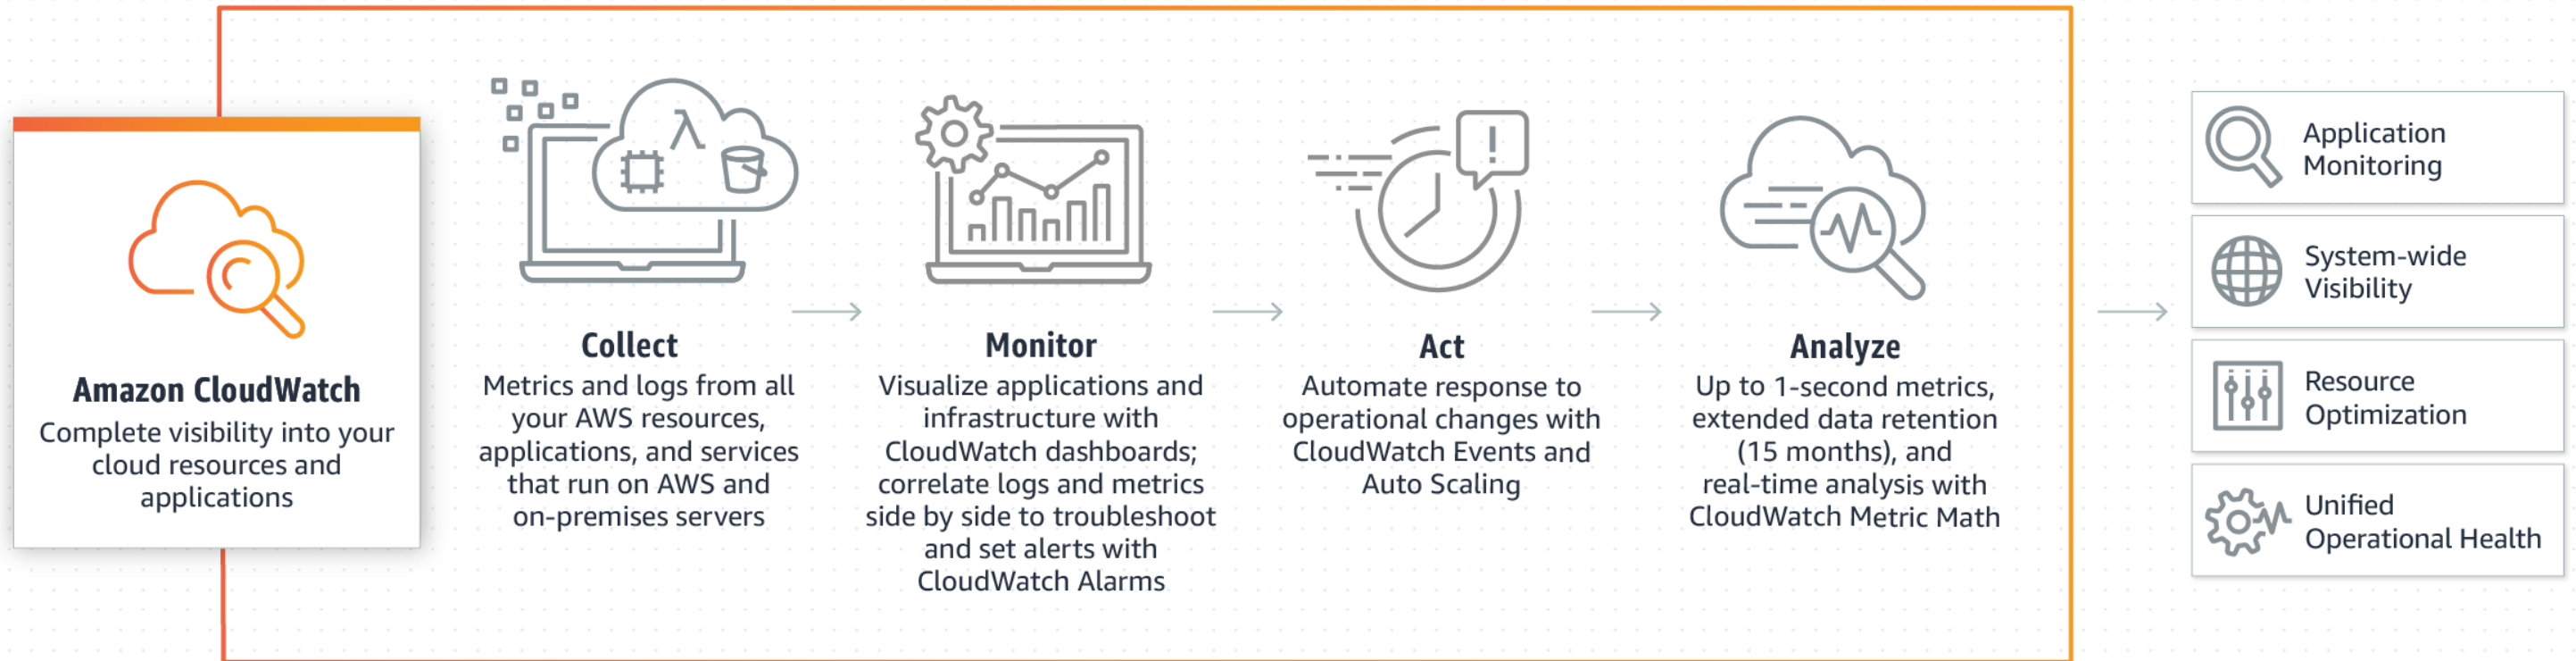 Amazon CloudWatch
Complete visibility into your
cloud resources and
applications
Collect
Metrics and logs from all
your AWS resources,
applications, and services
that run on AWS and
on-premises servers
Monitor
Visualize applications and
infrastructure with
CloudWatch dashboards;
correlate logs and metrics
side by side to troubleshoot
and set alerts with
CloudWatch Alarms
Act
Automate response to
operational changes with
CloudWatch Events and
Auto Scaling
Analyze
Up to 1-second metrics,
extended data retention
(15 months), and
real-time analysis with
CloudWatch Metric Math
Application
Monitoring
System-wide
Visibility
Resource
Optimization
Unified
Operational Health